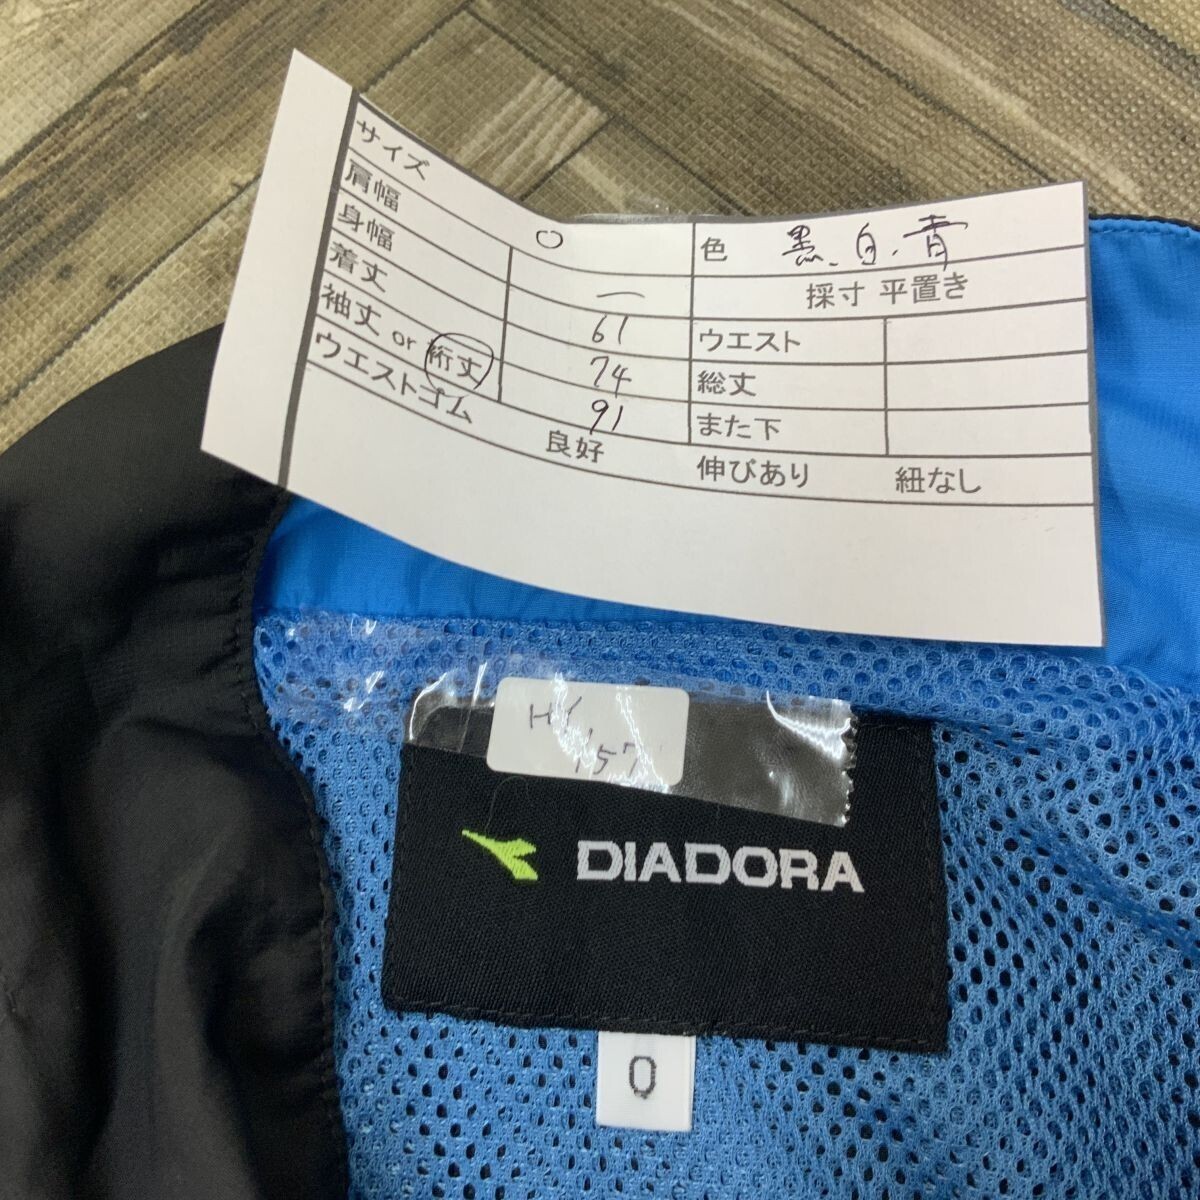 サイズ O 色 黒、白、青
肩幅 ー 採寸 平置き
身幅 61 ウエスト
着丈 74 総丈
袖丈 or 裄丈 91 また下
ウエストゴム 良好 伸びあり 紐なし
157
DIADORA
O